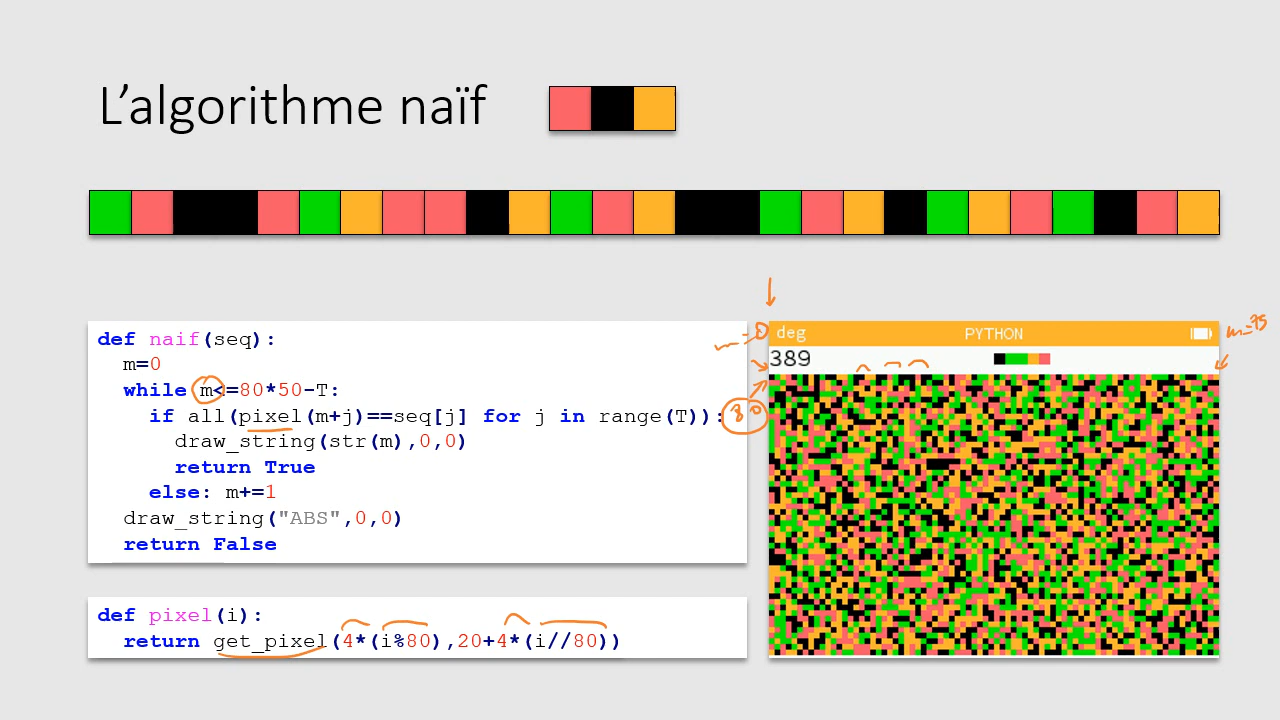 L’algorithme naïf
def naif(seq):
m=0
while m<=80*50-T:
if all(pixel(m+j)==seq[j] for j in range(T)):
draw_string(str(m),0,0)
return True
else: m+=1
draw_string("ABS",0,0)
return False
def pixel(i):
return get_pixel(4*(i%80),20+4*(i//80))
deg PYTHON
389
80